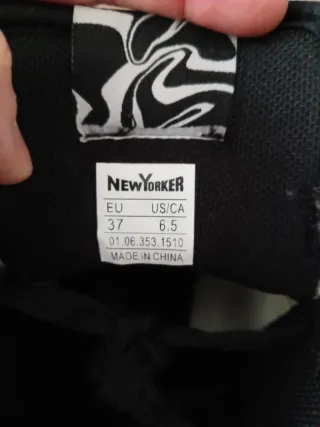 NEWYORKER
EU US/CA
37 6.5
01.06.353.1510
MADE IN CHINA